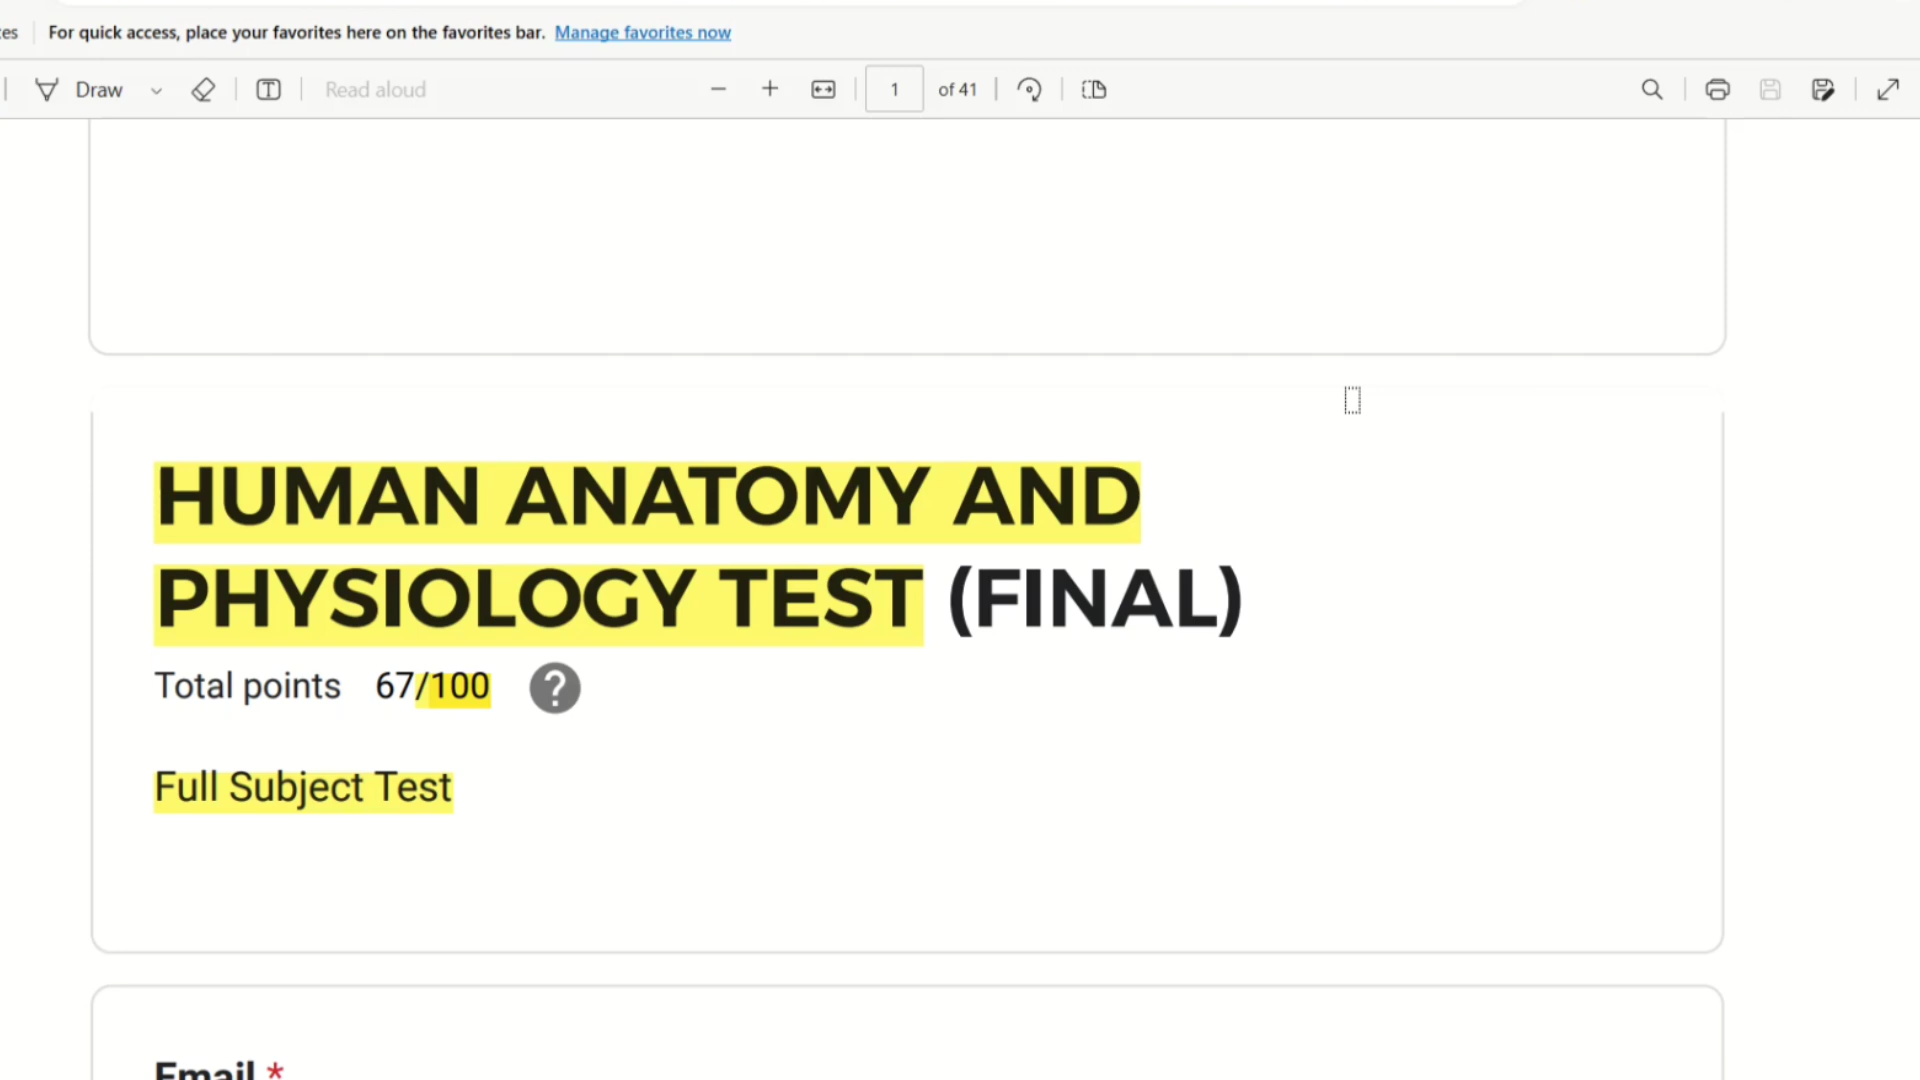 es For quick access, place your favorites here on the favorites bar. Manage favorites now
Draw Read aloud 1 of 41
HUMAN ANATOMY AND
PHYSIOLOGY TEST (FINAL)
Total points 67/100 ?
Full Subject Test
Email *